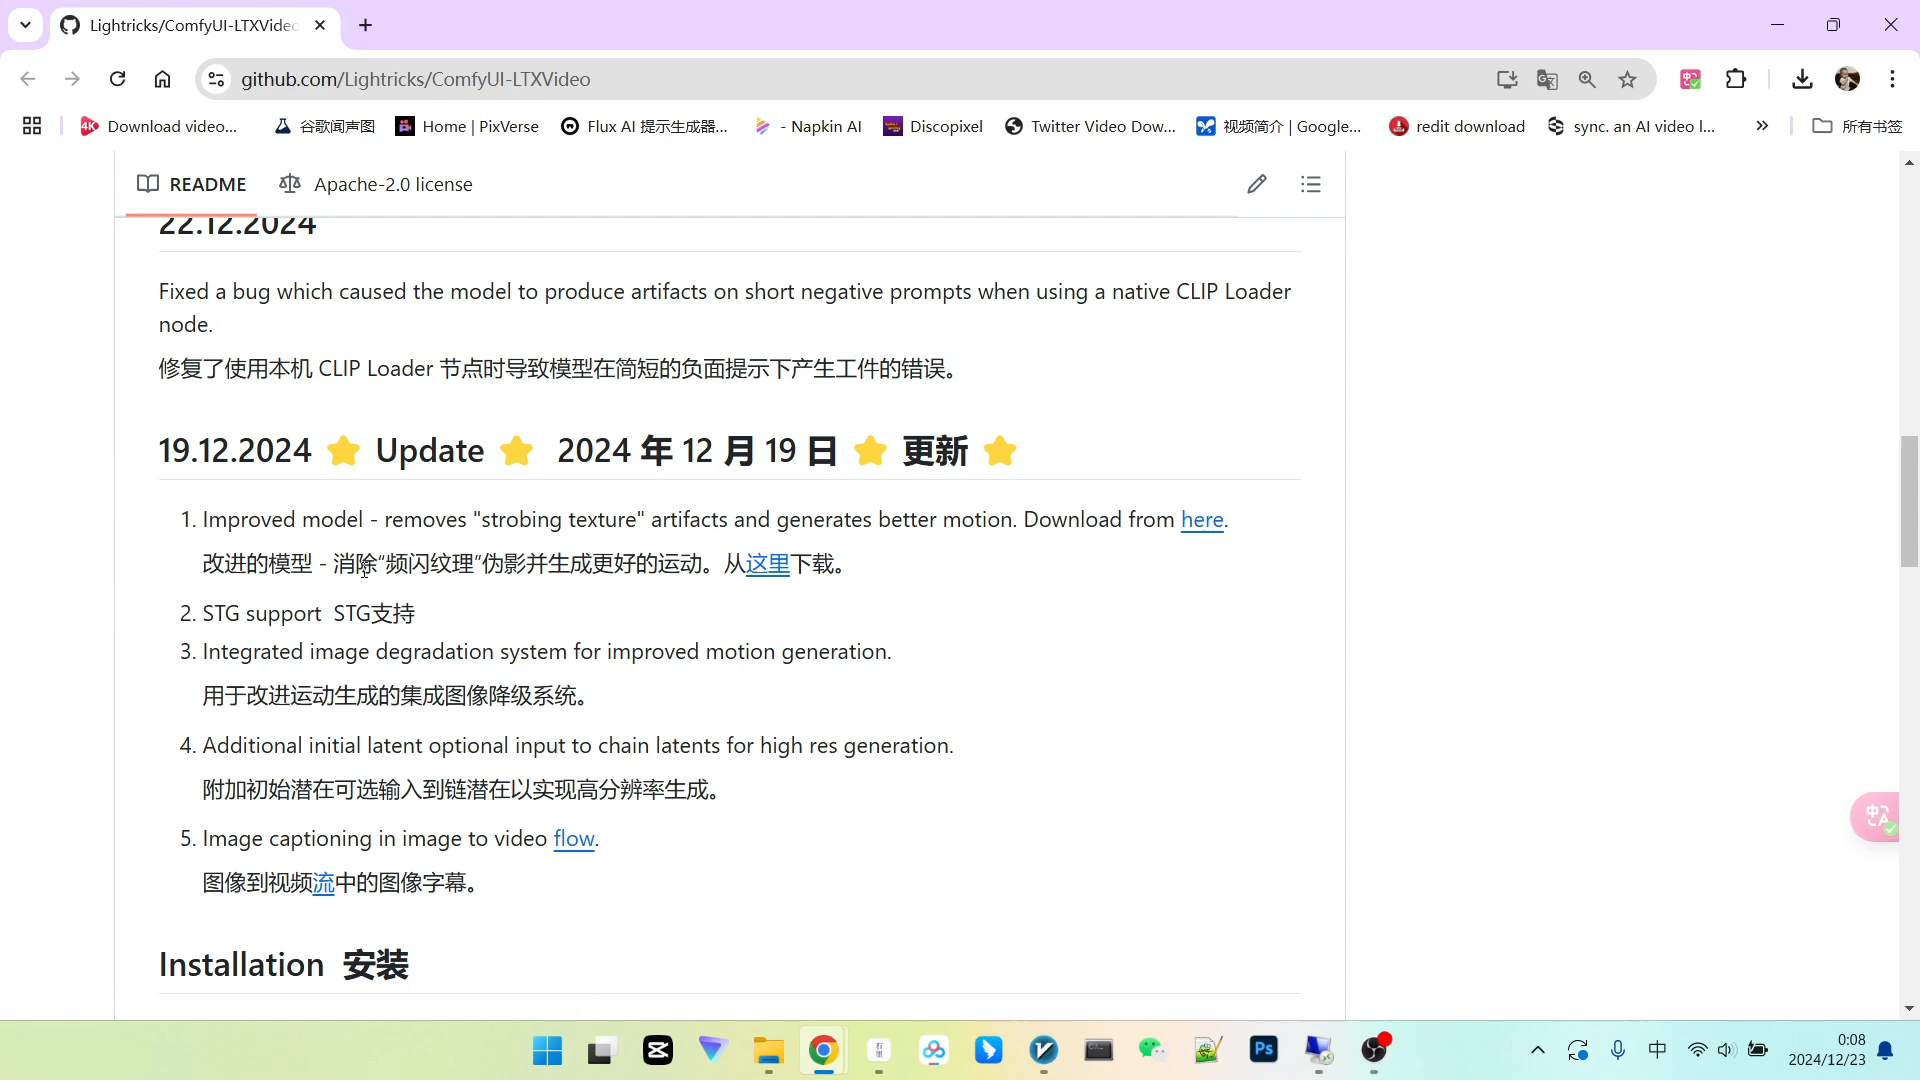 Lightricks/ComfyUI-LTXVideo
github.com/Lightricks/ComfyUI-LTXVideo
Download video...
谷歌闻声图
Home | PixVerse
Flux AI 提示生成器...
- Napkin AI
Discopixel
Twitter Video Dow...
视频简介 | Google...
redit download
sync. an AI video l...
所有书签
README
Apache-2.0 license
22.12.2024
Fixed a bug which caused the model to produce artifacts on short negative prompts when using a native CLIP Loader
node.
修复了使用本机 CLIP Loader 节点时导致模型在简短的负面提示下产生工件的错误。
19.12.2024 ⭐ Update ⭐ 2024 年 12 月 19 日 ⭐ 更新 ⭐
1. Improved model - removes "strobing texture" artifacts and generates better motion. Download from here.
改进的模型 - 消除“频闪纹理”伪影并生成更好的运动。从这里下载。
2. STG support STG支持
3. Integrated image degradation system for improved motion generation.
用于改进运动生成的集成图像降级系统。
4. Additional initial latent optional input to chain latents for high res generation.
附加初始潜在可选输入到链潜在以实现高分辨率生成。
5. Image captioning in image to video flow.
图像到视频流中的图像字幕。
Installation 安装
Ps
中
0:08
2024/12/23